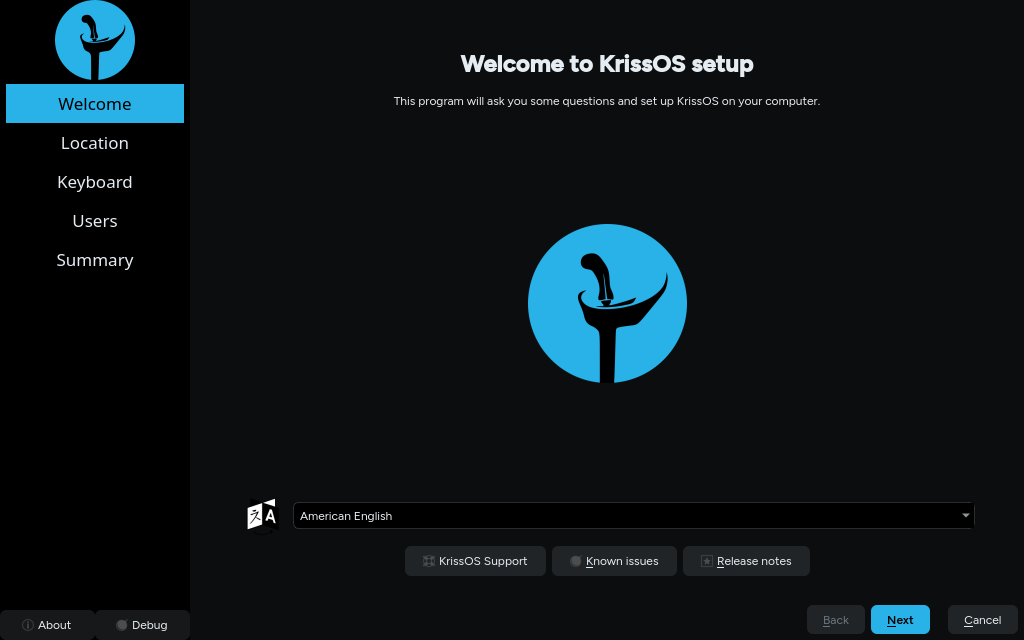 Welcome
Location
Keyboard
Users
Summary
Welcome to KrissOS setup
This program will ask you some questions and set up KrissOS on your computer.
American English
KrissOS Support
Known issues
Release notes
About
Debug
Back
Next
Cancel